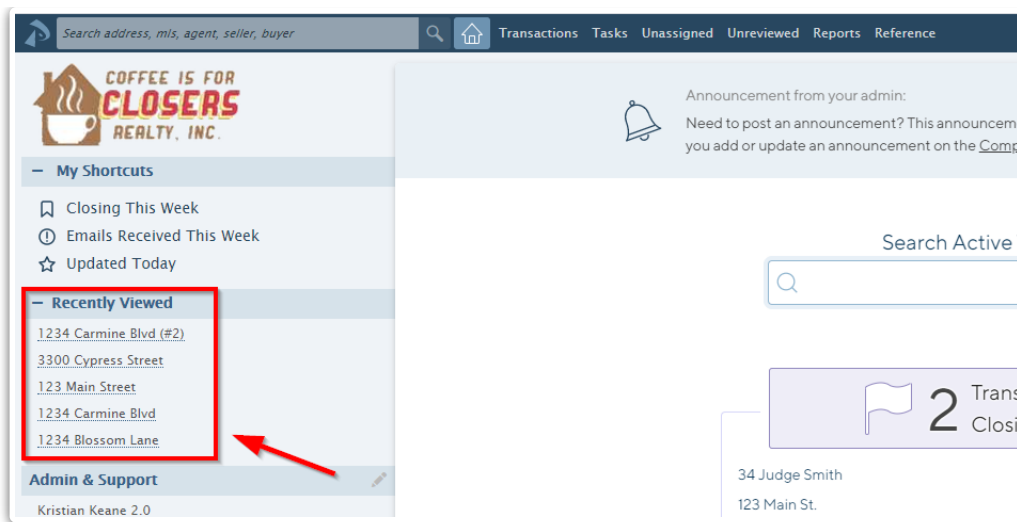 Search address, mls, agent, seller, buyer
Transactions Tasks Unassigned Unreviewed Reports Reference
COFFEE IS FOR
CLOSERS
REALTY, INC.
Announcement from your admin:
Need to post an announcement? This announcem
you add or update an announcement on the Comp
– My Shortcuts
Closing This Week
Emails Received This Week
Updated Today
Search Active
– Recently Viewed
1234 Carmine Blvd (#2)
3300 Cypress Street
123 Main Street
1234 Carmine Blvd
1234 Blossom Lane
2 Trans
Closi
Admin & Support
Kristian Keane 2.0
34 Judge Smith
123 Main St.